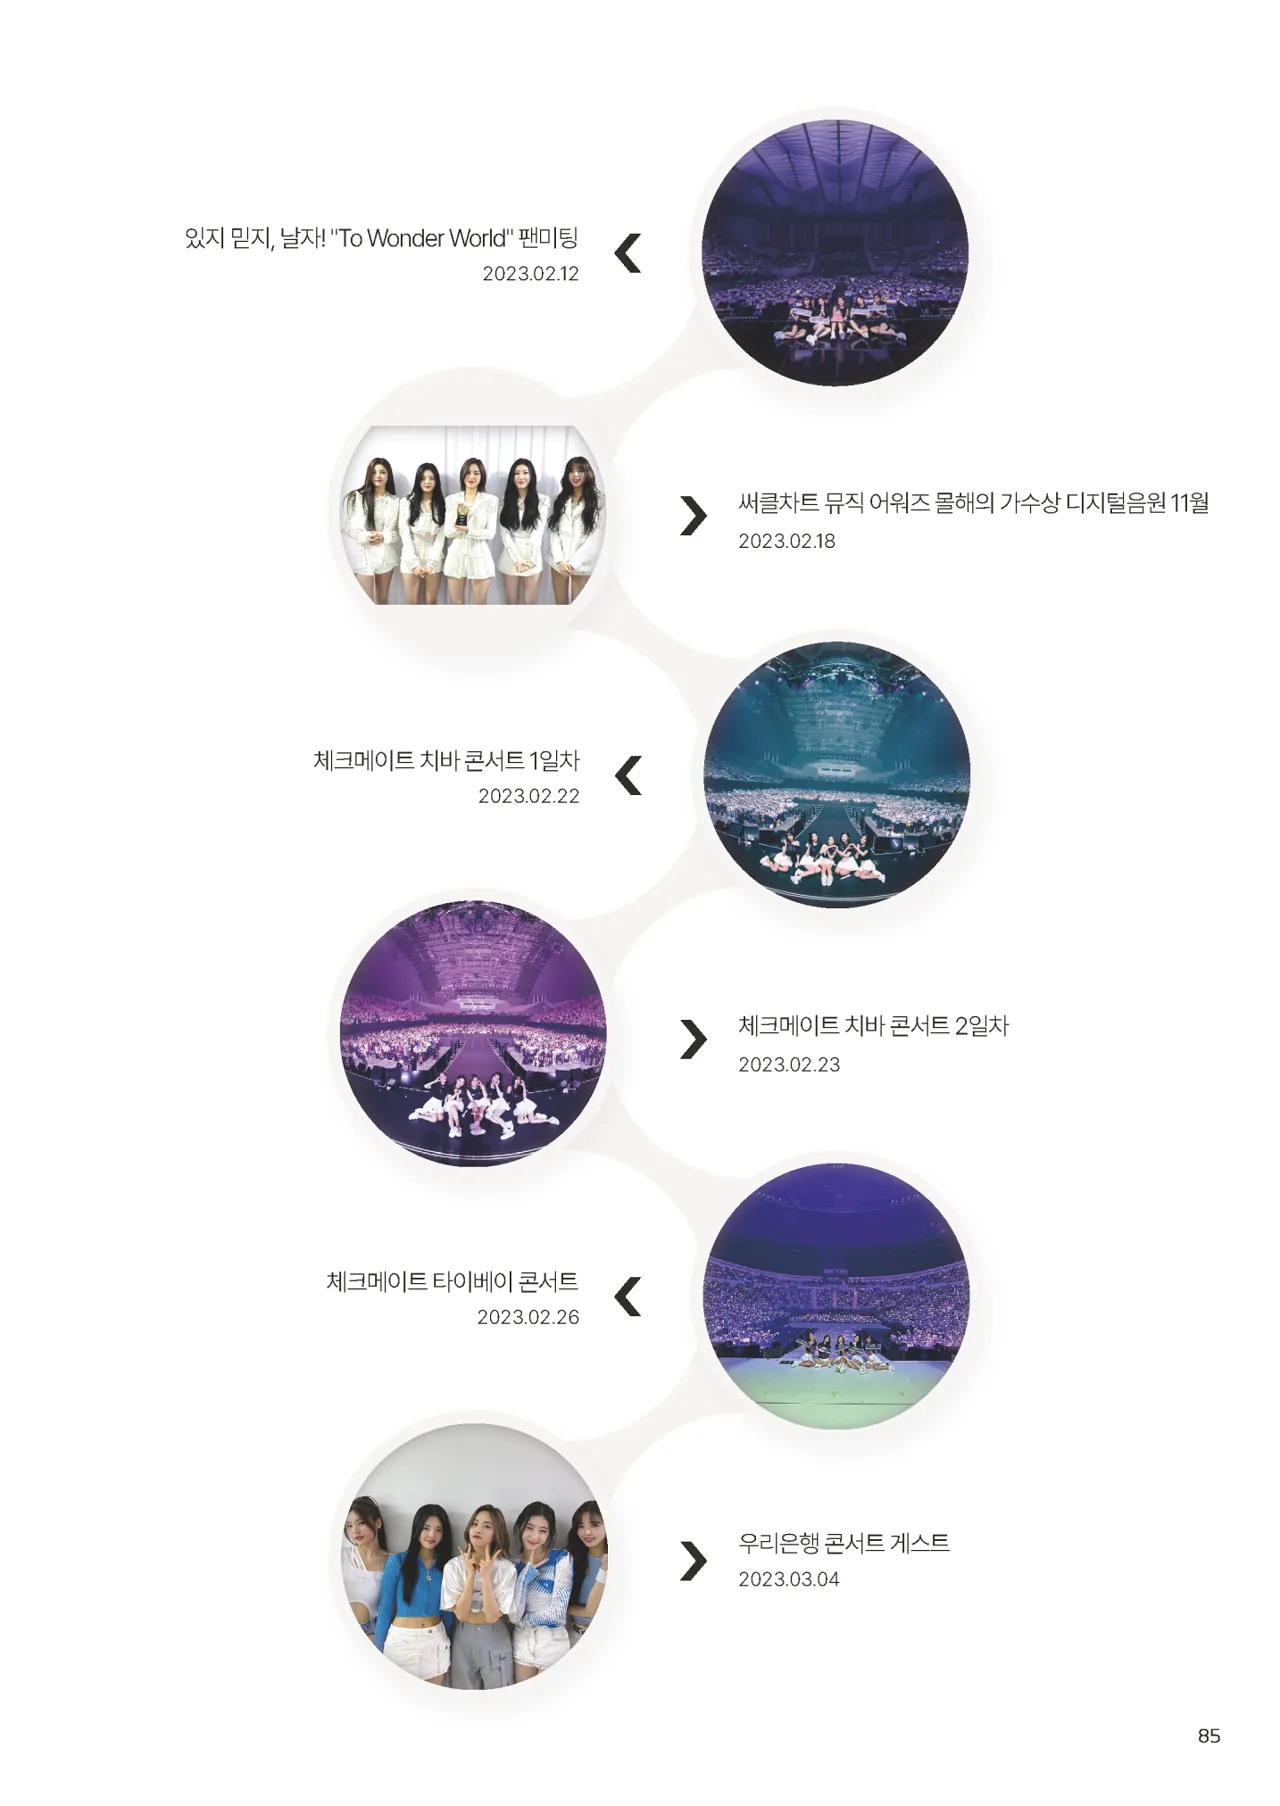 있지 믿지, 날자! "To Wonder World" 팬미팅
2023.02.12
써클차트 뮤직 어워즈 몰해의 가수상 디지털음원 11월
2023.02.18
체크메이트 치바 콘서트 1일차
2023.02.22
체크메이트 치바 콘서트 2일차
2023.02.23
체크메이트 타이베이 콘서트
2023.02.26
우리은행 콘서트 게스트
2023.03.04
85